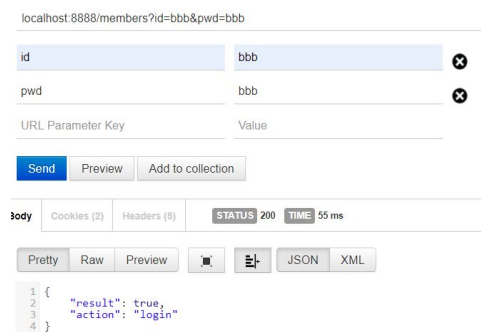 localhost:8888/members?id=bbb&pwd=bbb
id bbb
pwd bbb
URL Parameter Key Value
Send Preview Add to collection
Body Cookies (2) Headers (5) STATUS 200 TIME 55 ms
Pretty Raw Preview JSON XML
1 {
2 "result": true,
3 "action": "login"
4 }